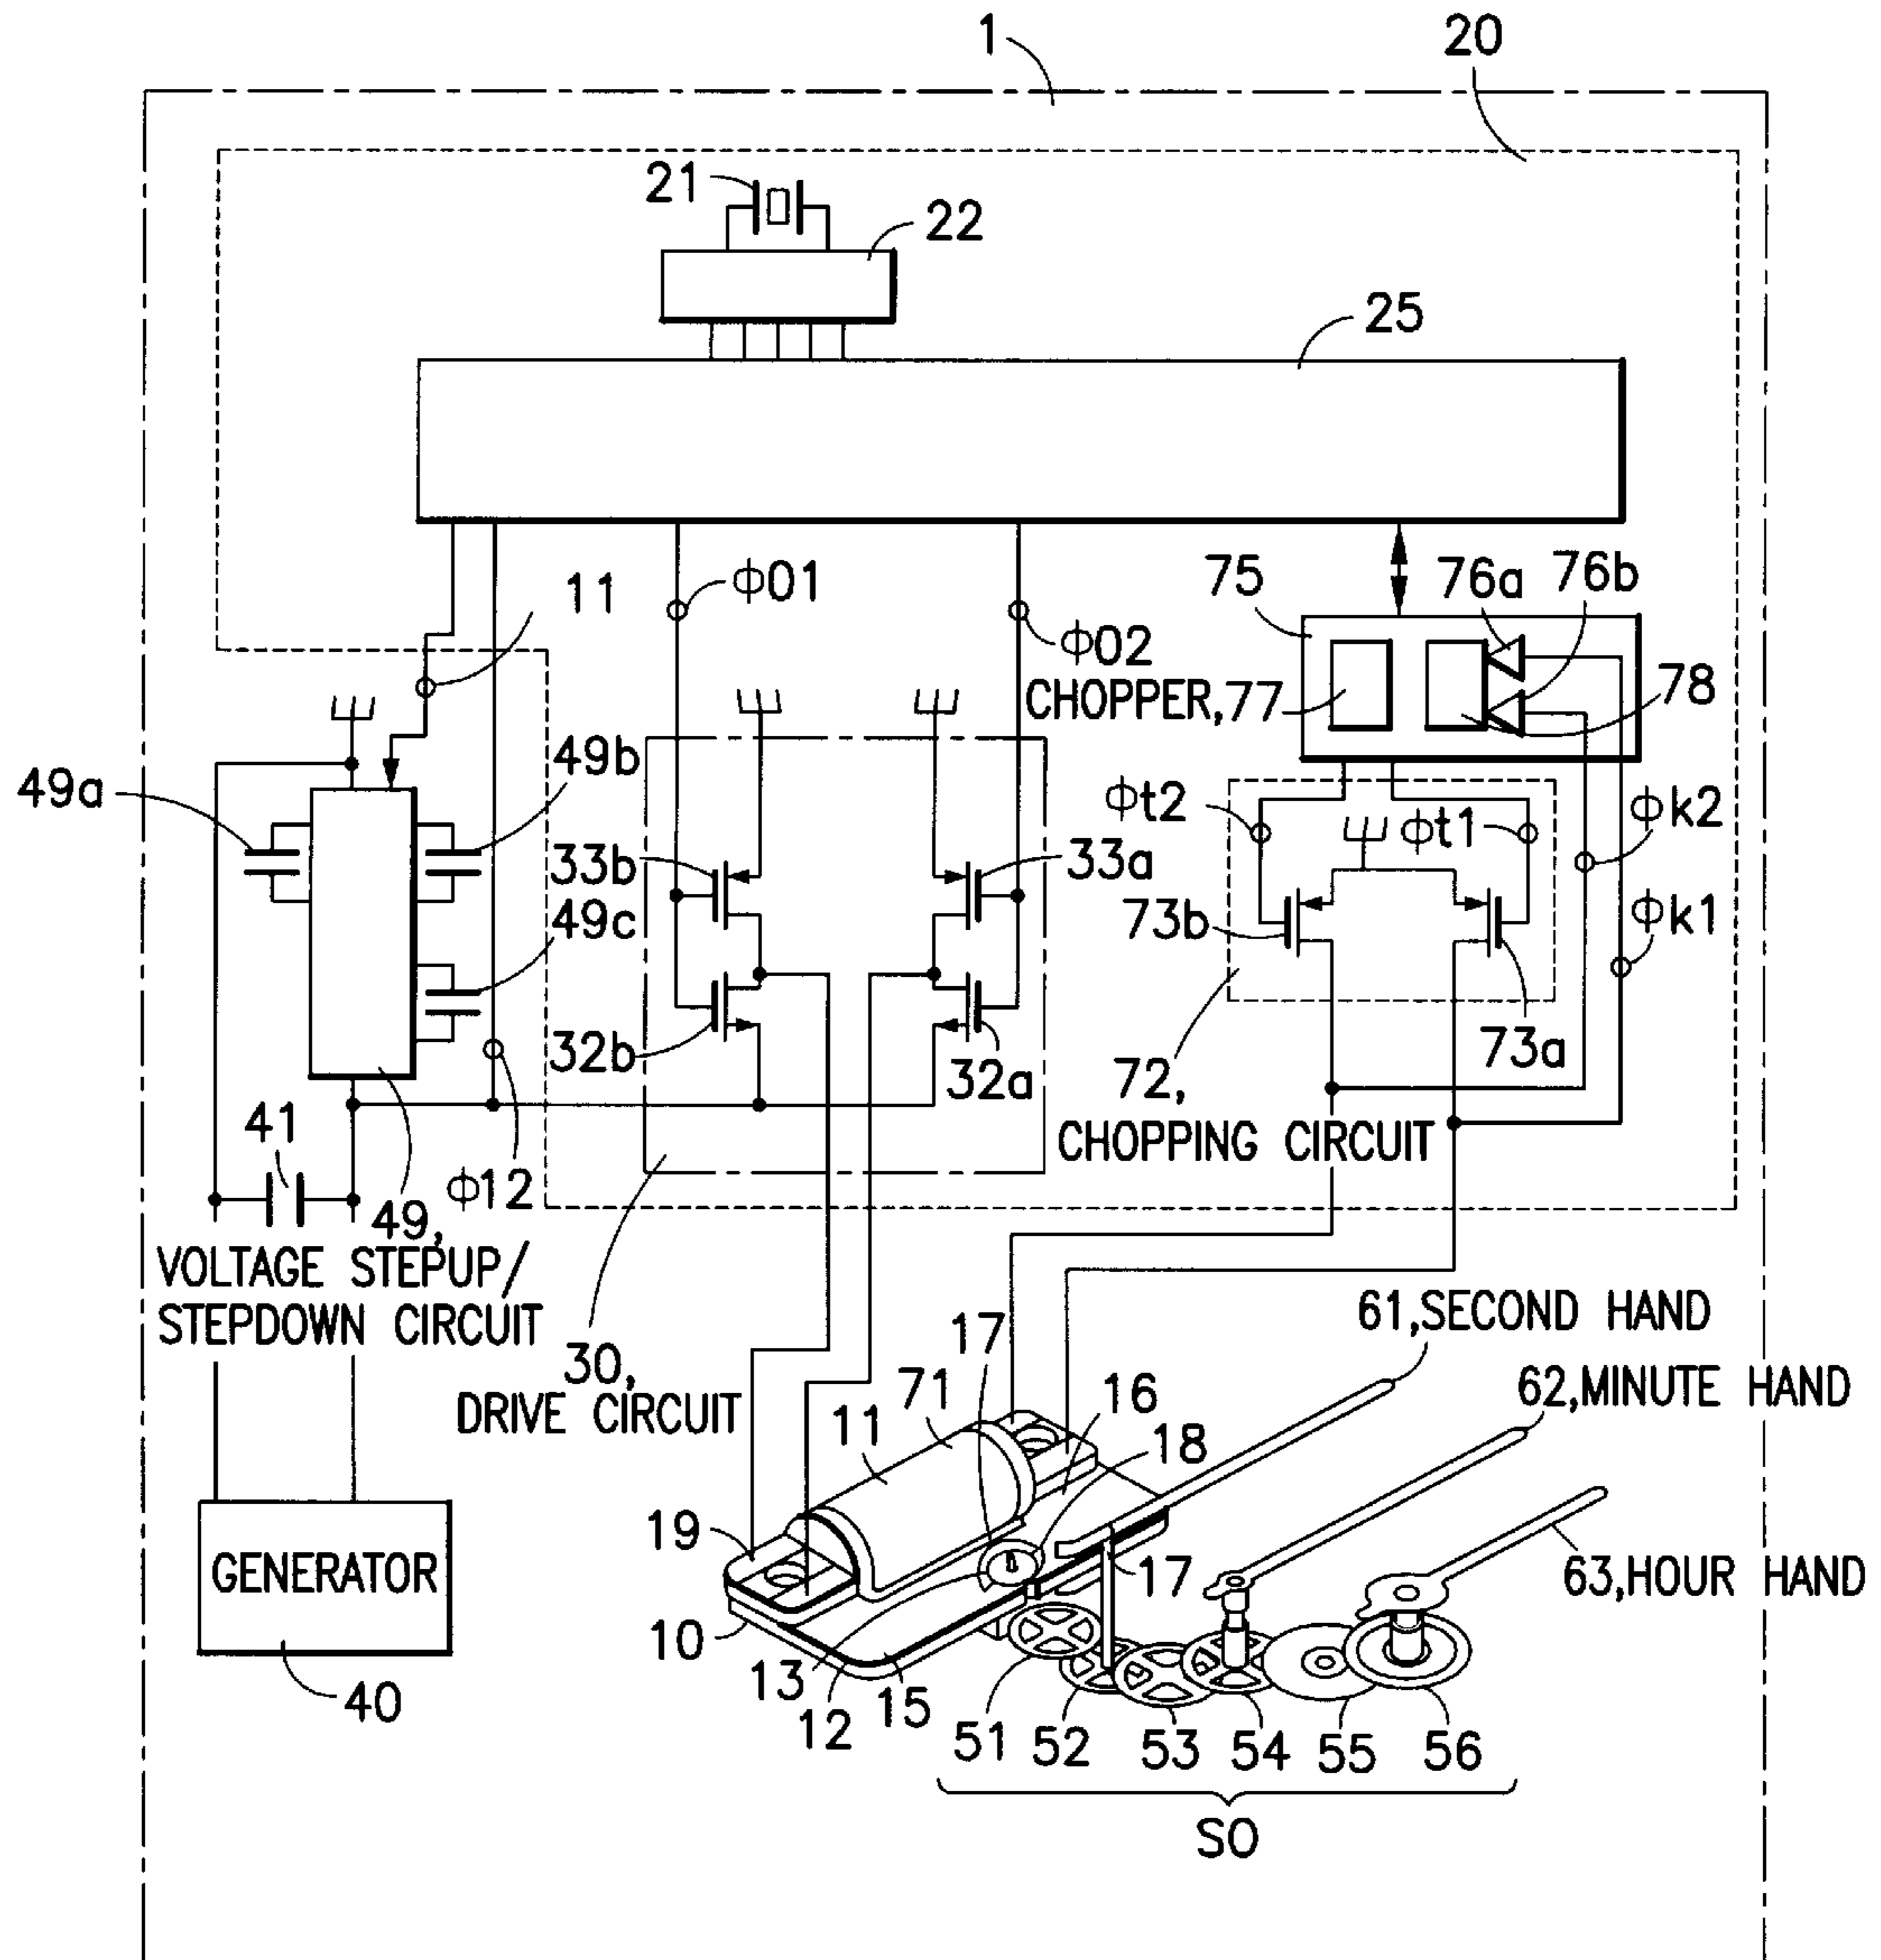 1
20
21
22
25
11
Φ01
Φ02
CHOPPER,77
75
76a
76b
78
49a
49b
49c
33b
33a
32b
32a
Φt2
Φt1
Φk2
Φk1
73b
73a
72,
CHOPPING CIRCUIT
41
Φ12
49,
VOLTAGE STEPUP/
STEPDOWN CIRCUIT
30,
DRIVE CIRCUIT
61,SECOND HAND
62,MINUTE HAND
63,HOUR HAND
17
71
11
16
18
19
17
10
13
12
15
GENERATOR
40
51
52
53
54
55
56
SO